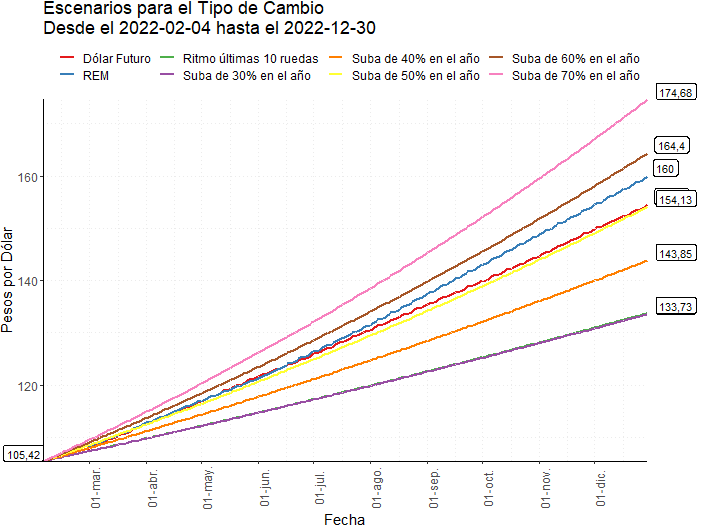 Escenarios para el Tipo de Cambio
Desde el 2022-02-04 hasta el 2022-12-30
Dólar Futuro
Ritmo últimas 10 ruedas
Suba de 40% en el año
Suba de 60% en el año
REM
Suba de 30% en el año
Suba de 50% en el año
Suba de 70% en el año
174,68
164,4
160
154,13
143,85
133,73
105,42
160
140
120
Pesos por Dólar
01-mar.
01-abr.
01-may.
01-jun.
01-jul.
01-ago.
01-sep.
01-oct.
01-nov.
01-dic.
Fecha